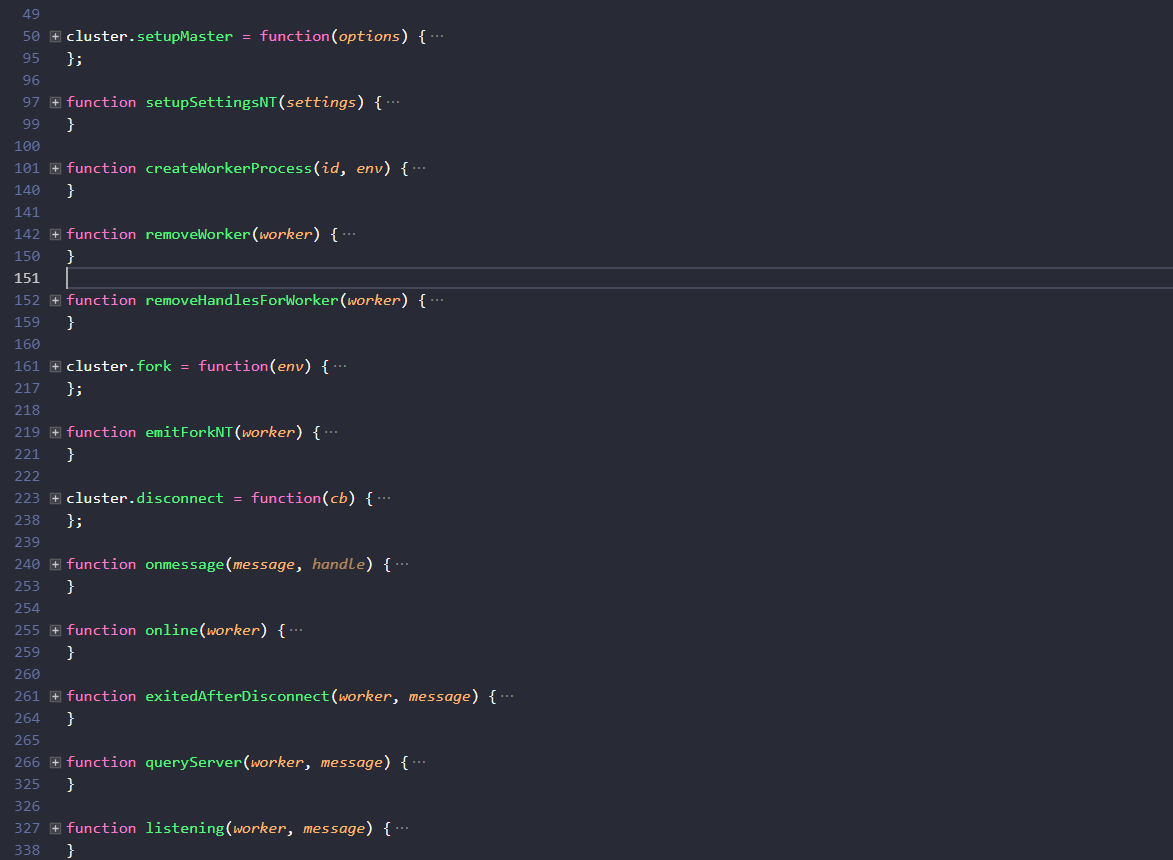 49
50 cluster.setupMaster = function(options) { ···
95 };
96
97 function setupSettingsNT(settings) { ···
99 }
100
101 function createWorkerProcess(id, env) { ···
140 }
141
142 function removeWorker(worker) { ···
150 }
151
152 function removeHandlesForWorker(worker) { ···
159 }
160
161 cluster.fork = function(env) { ···
217 };
218
219 function emitForkNT(worker) { ···
221 }
222
223 cluster.disconnect = function(cb) { ···
238 };
239
240 function onmessage(message, handle) { ···
253 }
254
255 function online(worker) { ···
259 }
260
261 function exitedAfterDisconnect(worker, message) { ···
264 }
265
266 function queryServer(worker, message) { ···
325 }
326
327 function listening(worker, message) { ···
338 }